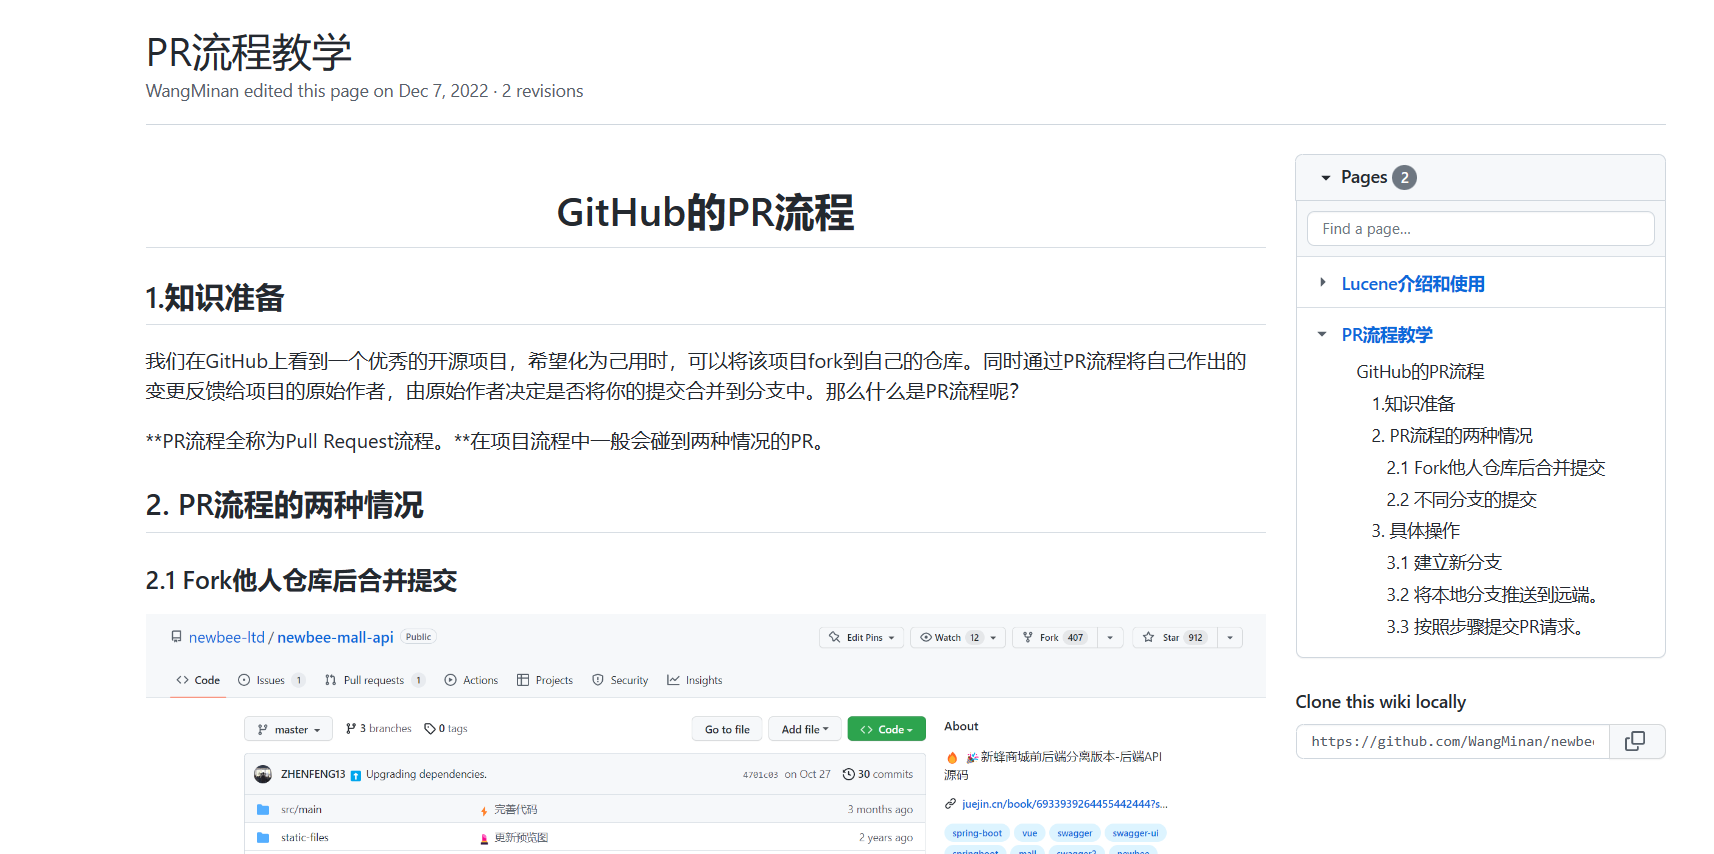 PR流程教学
WangMinan edited this page on Dec 7, 2022 · 2 revisions
GitHub的PR流程
1.知识准备
我们在GitHub上看到一个优秀的开源项目，希望化为己用时，可以将该项目fork到自己的仓库。同时通过PR流程将自己作出的
变更反馈给项目的原始作者，由原始作者决定是否将你的提交合并到分支中。那么什么是PR流程呢？
**PR流程全称为Pull Request流程。**在项目流程中一般会碰到两种情况的PR。
2. PR流程的两种情况
2.1 Fork他人仓库后合并提交
newbee-ltd / newbee-mall-api Public
Edit Pins Watch 12 Fork 407 Star 912
Code Issues 1 Pull requests 1 Actions Projects Security Insights
master 3 branches 0 tags Go to file Add file Code
ZHENFENG13 Upgrading dependencies. 4701c03 on Oct 27 30 commits
src/main 完善代码 3 months ago
static-files 更新预览图 2 years ago
About
新蜂商城前后端分离版本-后端API
源码
juejin.cn/book/6933939264455442444?s...
spring-boot vue swagger swagger-ui
springboot mall swagger2 newbee
Pages 2
Find a page...
Lucene介绍和使用
PR流程教学
GitHub的PR流程
1.知识准备
2. PR流程的两种情况
2.1 Fork他人仓库后合并提交
2.2 不同分支的提交
3. 具体操作
3.1 建立新分支
3.2 将本地分支推送到远端。
3.3 按照步骤提交PR请求。
Clone this wiki locally
https://github.com/WangMinan/newbe